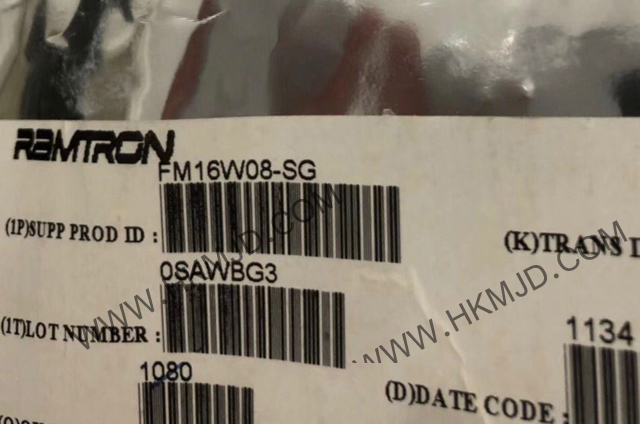 RAMTRON
FM16W08-SG
(1P)SUPP PROD ID :
(K)TRANS
0SAWBG3
(1T)LOT NUMBER :
1134
1080
(D)DATE CODE :
WWW.HKMJD.COM
WWW.HKMJD.COM